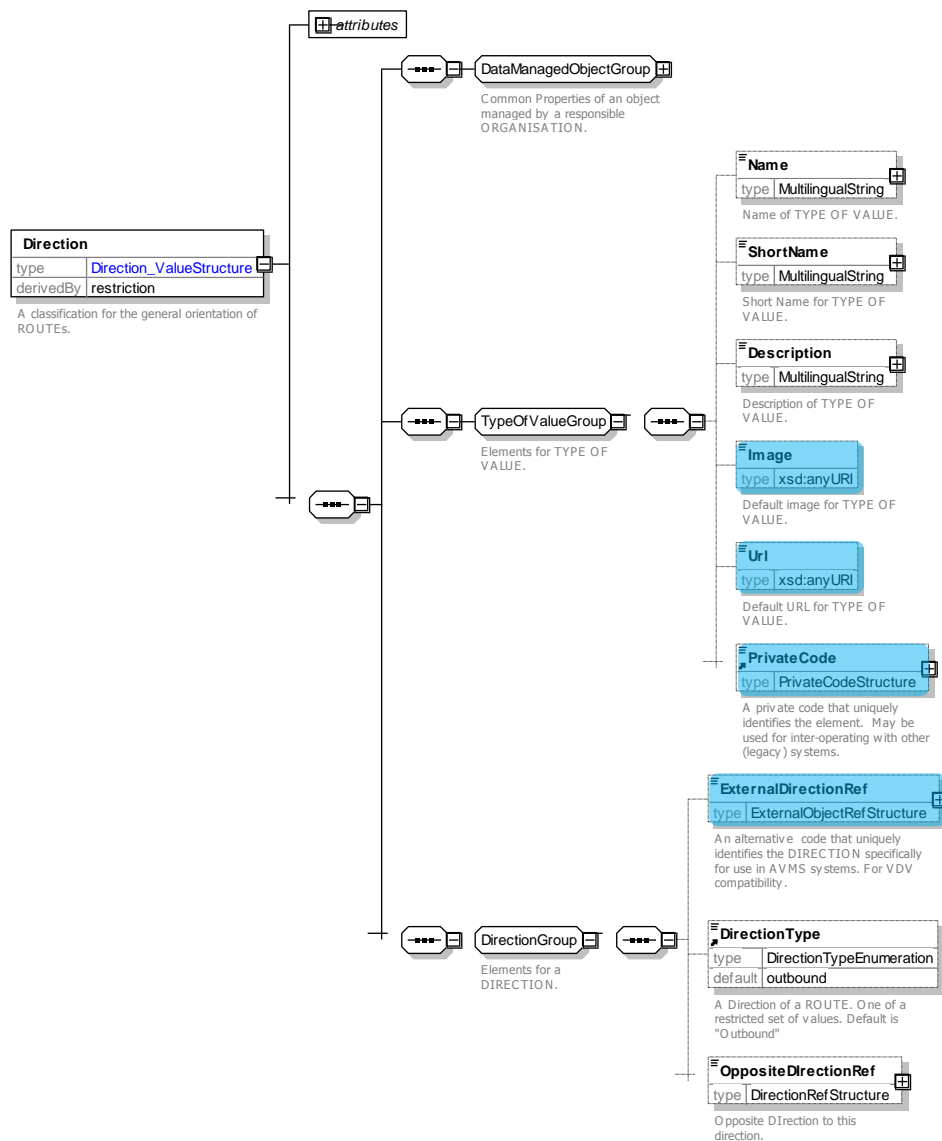 attributes
DataManagedObjectGroup
Common Properties of an object
managed by a responsible
ORGANISATION.
Direction
type Direction_ValueStructure
derivedBy restriction
A classification for the general orientation of
ROUTEs.
TypeOfValueGroup
Elements for TYPE OF
VALUE.
Name
type MultilingualString
Name of TYPE OF VALUE.
ShortName
type MultilingualString
Short Name for TYPE OF
VALUE.
Description
type MultilingualString
Description of TYPE OF
VALUE.
Image
type xsd:anyURI
Default image for TYPE OF
VALUE.
Url
type xsd:anyURI
Default URL for TYPE OF
VALUE.
PrivateCode
type PrivateCodeStructure
A private code that uniquely
identifies the element. May be
used for inter-operating with other
(legacy) systems.
DirectionGroup
Elements for a
DIRECTION.
ExternalDirectionRef
type ExternalObjectRefStructure
An alternative code that uniquely
identifies the DIRECTION specifically
for use in AVMS systems. For VDV
compatibility.
DirectionType
type DirectionTypeEnumeration
default outbound
A Direction of a ROUTE. One of a
restricted set of values. Default is
"Outbound"
OppositeDIrectionRef
type DirectionRefStructure
Opposite DIrection to this
direction.